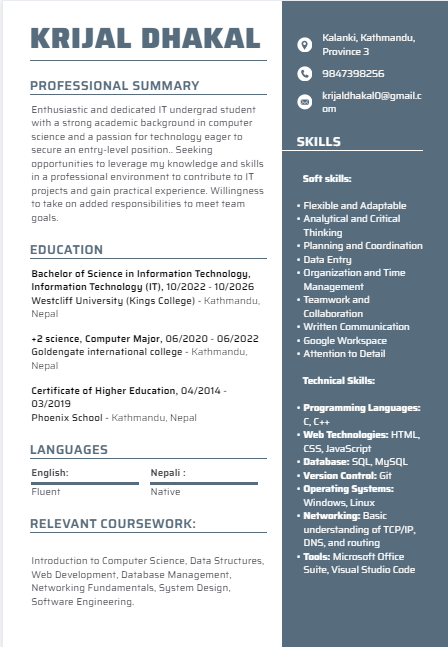 KRIJAL DHAKAL
PROFESSIONAL SUMMARY
Enthusiastic and dedicated IT undergrad student
with a strong academic background in computer
science and a passion for technology eager to
secure an entry-level position.. Seeking
opportunities to leverage my knowledge and skills
in a professional environment to contribute to IT
projects and gain practical experience. Willingness
to take on added responsibilities to meet team
goals.
EDUCATION
Bachelor of Science in Information Technology,
Information Technology (IT), 10/2022 - 10/2026
Westcliff University (Kings College) - Kathmandu,
Nepal
+2 science, Computer Major, 06/2020 - 06/2022
Goldengate international college - Kathmandu,
Nepal
Certificate of Higher Education, 04/2014 -
03/2019
Phoenix School - Kathmandu, Nepal
LANGUAGES
English: Nepali :
Fluent Native
RELEVANT COURSEWORK:
Introduction to Computer Science, Data Structures,
Web Development, Database Management,
Networking Fundamentals, System Design,
Software Engineering.
Kalanki, Kathmandu,
Province 3
9847398256
krijaldhakal0@gmail.c
om
SKILLS
Soft skills:
• Flexible and Adaptable
• Analytical and Critical
Thinking
• Planning and Coordination
• Data Entry
• Organization and Time
Management
• Teamwork and
Collaboration
• Written Communication
• Google Workspace
• Attention to Detail
Technical Skills:
• Programming Languages:
C, C++
• Web Technologies: HTML,
CSS, JavaScript
• Database: SQL, MySQL
• Version Control: Git
• Operating Systems:
Windows, Linux
• Networking: Basic
understanding of TCP/IP,
DNS, and routing
• Tools: Microsoft Office
Suite, Visual Studio Code